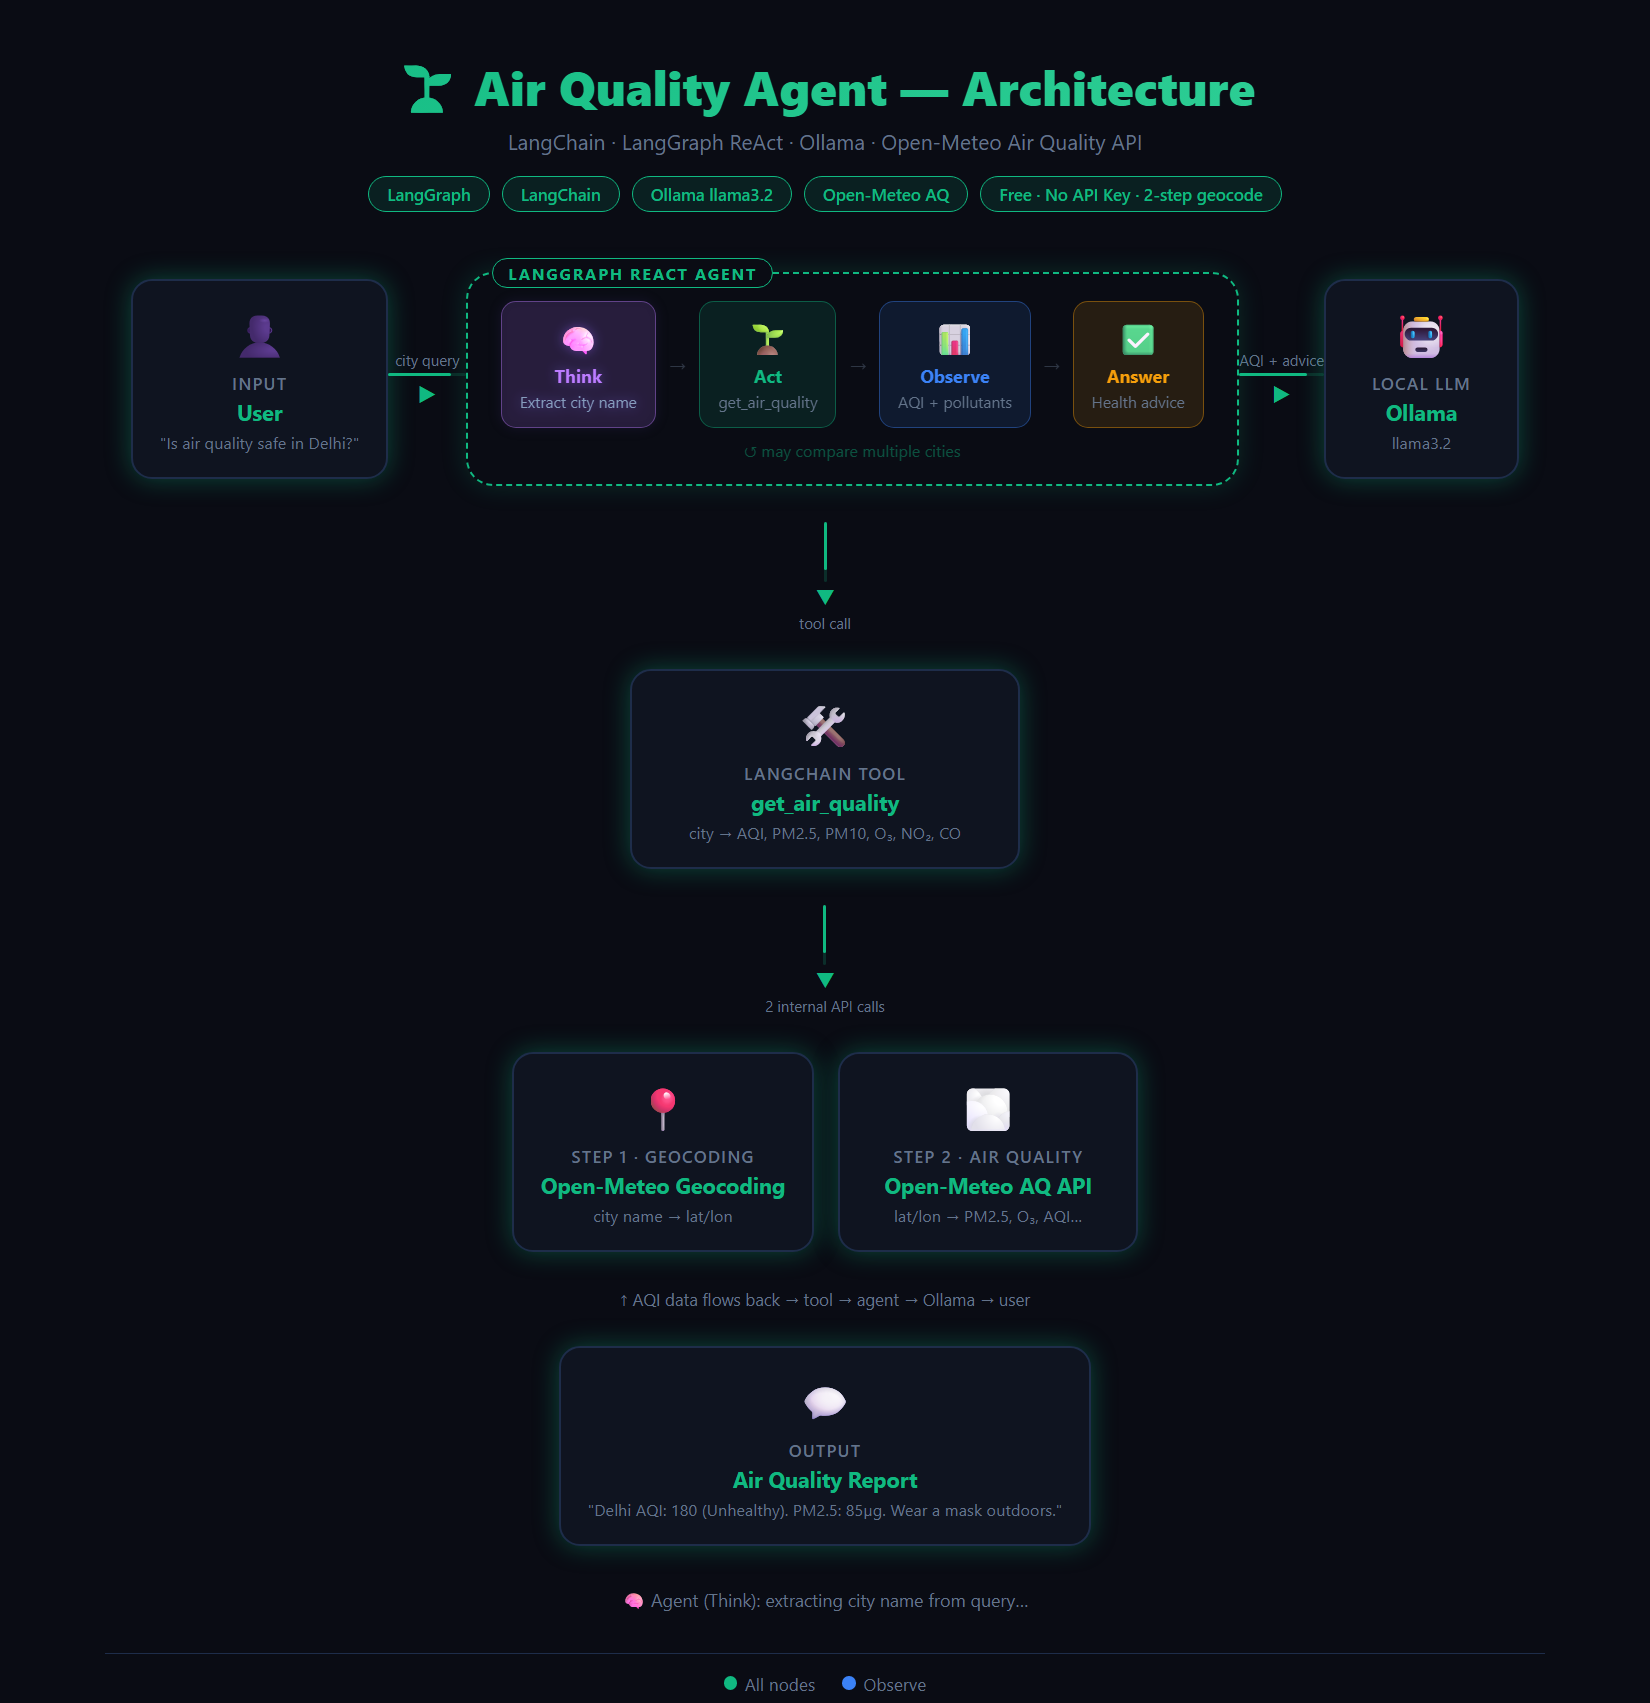 Air Quality Agent — Architecture
LangChain · LangGraph ReAct · Ollama · Open-Meteo Air Quality API
LangGraph
LangChain
Ollama llama3.2
Open-Meteo AQ
Free · No API Key · 2-step geocode
INPUT
User
"Is air quality safe in Delhi?"
city query
LANGGRAPH REACT AGENT
Think
Extract city name
→
Act
get_air_quality
→
Observe
AQI + pollutants
→
Answer
Health advice
↺ may compare multiple cities
AQI + advice
LOCAL LLM
Ollama
llama3.2
tool call
LANGCHAIN TOOL
get_air_quality
city → AQI, PM2.5, PM10, O₃, NO₂, CO
2 internal API calls
STEP 1 · GEOCODING
Open-Meteo Geocoding
city name → lat/lon
STEP 2 · AIR QUALITY
Open-Meteo AQ API
lat/lon → PM2.5, O₃, AQI...
↑ AQI data flows back → tool → agent → Ollama → user
OUTPUT
Air Quality Report
"Delhi AQI: 180 (Unhealthy). PM2.5: 85μg. Wear a mask outdoors."
Agent (Think): extracting city name from query...
All nodes
Observe